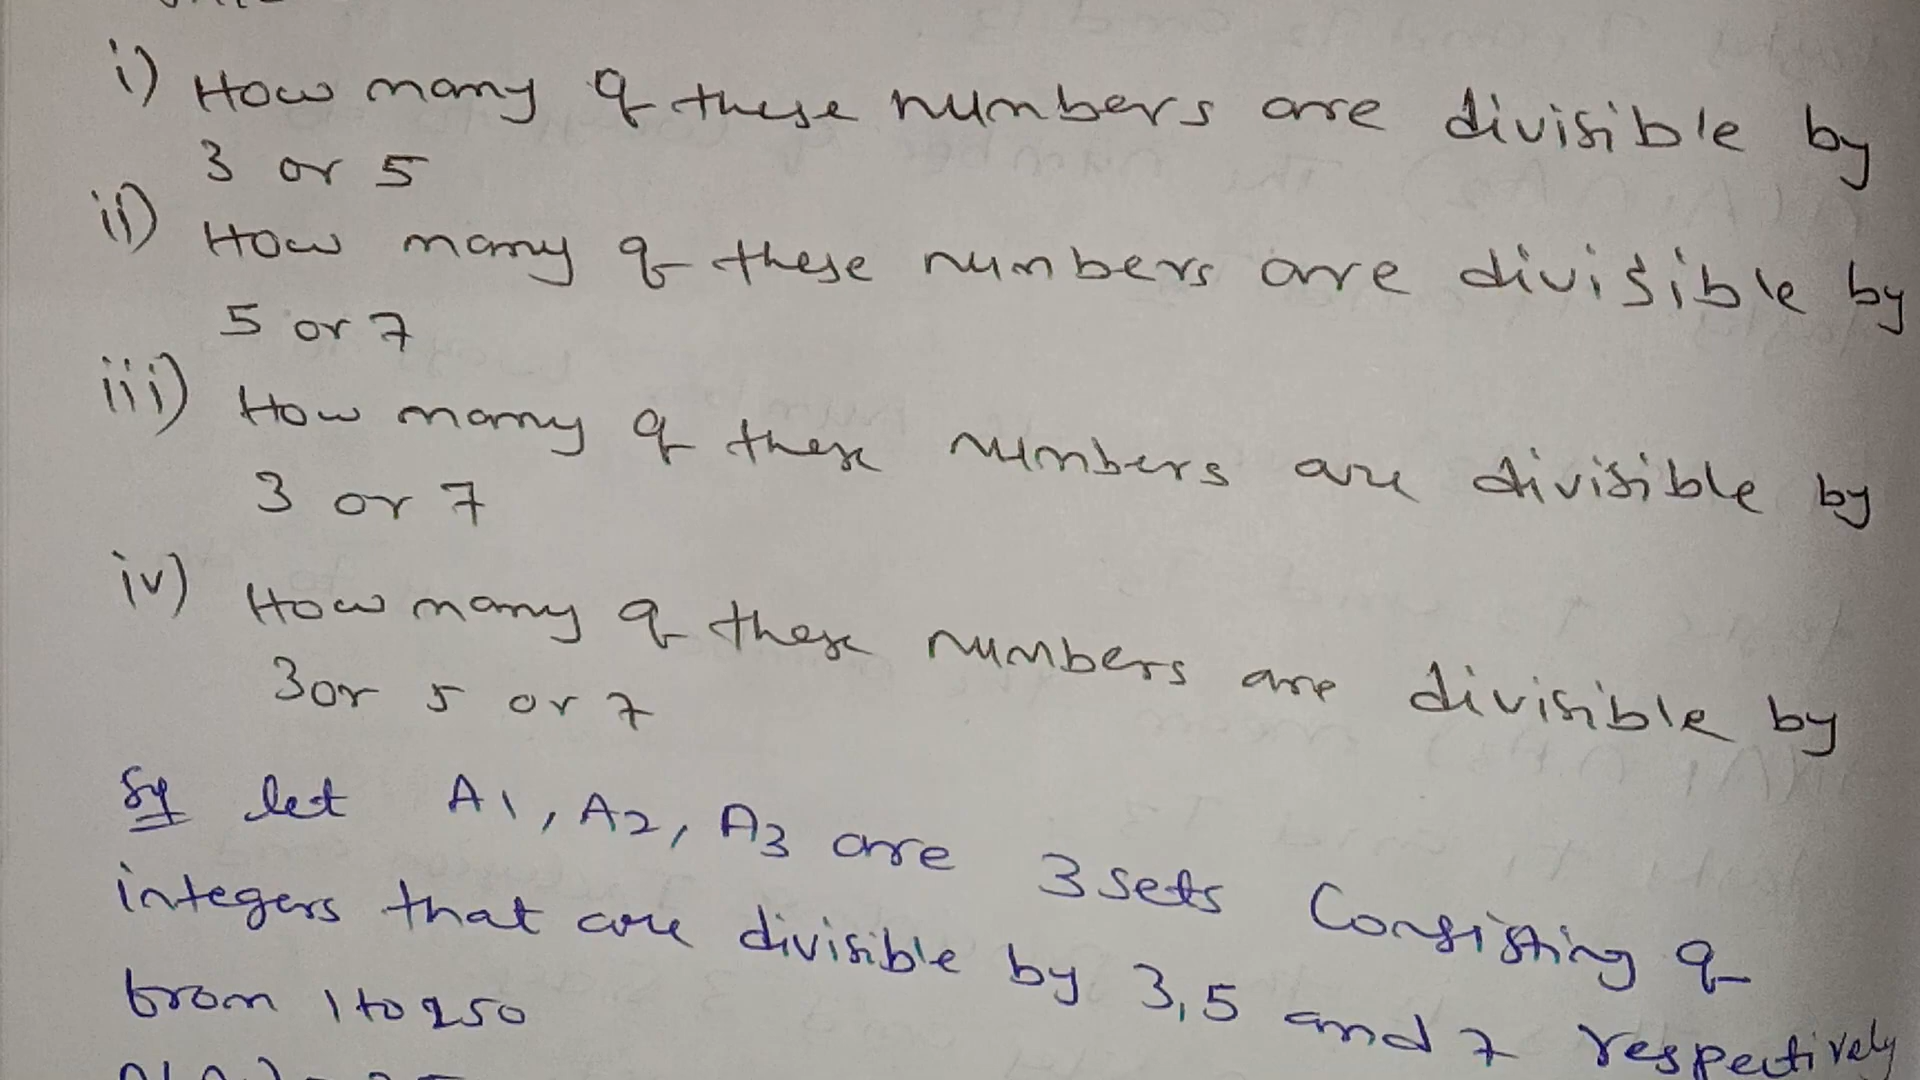 i) How many of these numbers are divisible by
3 or 5
ii) How many of these numbers are divisible by
5 or 7
iii) How many of these numbers are divisible by
3 or 7
iv) How many of these numbers are divisible by
3 or 5 or 7
Sol let A1, A2, A3 are 3 sets Consisting of
integers that are divisible by 3, 5 and 7 respectively
from 1 to 250